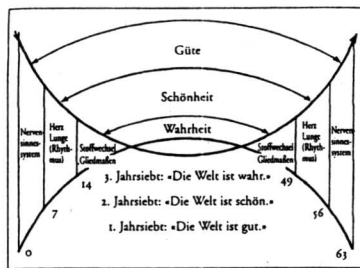 Güte
Schönheit
Wahrheit
Nerven-
sinnes-
system
Herz
Lunge
(Rhyth-
mus)
Stoffwechsel
Gliedmaßen
Stoffwechsel
Gliedmaßen
Herz
Lunge
(Rhyth-
mus)
Nerven-
sinnes-
system
14
3. Jahrsiebt: «Die Welt ist wahr.»
49
7
2. Jahrsiebt: «Die Welt ist schön.»
56
1. Jahrsiebt: «Die Welt ist gut.»
0
63